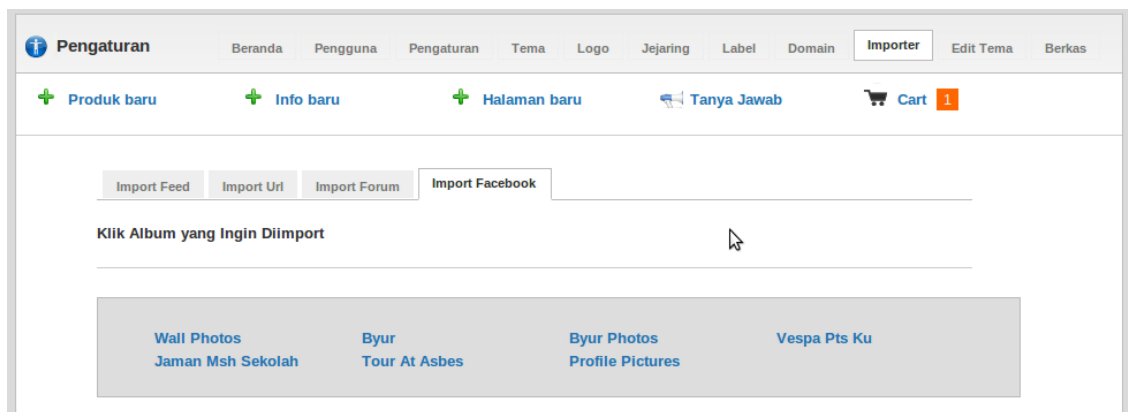 Pengaturan Beranda Pengguna Pengaturan Tema Logo Jejaring Label Domain Importer Edit Tema Berkas
Produk baru Info baru Halaman baru Tanya Jawab Cart 1
Import Feed Import Url Import Forum Import Facebook
Klik Album yang Ingin Diimport
Wall Photos Byur Byur Photos Vespa Pts Ku
Jaman Msh Sekolah Tour At Asbes Profile Pictures